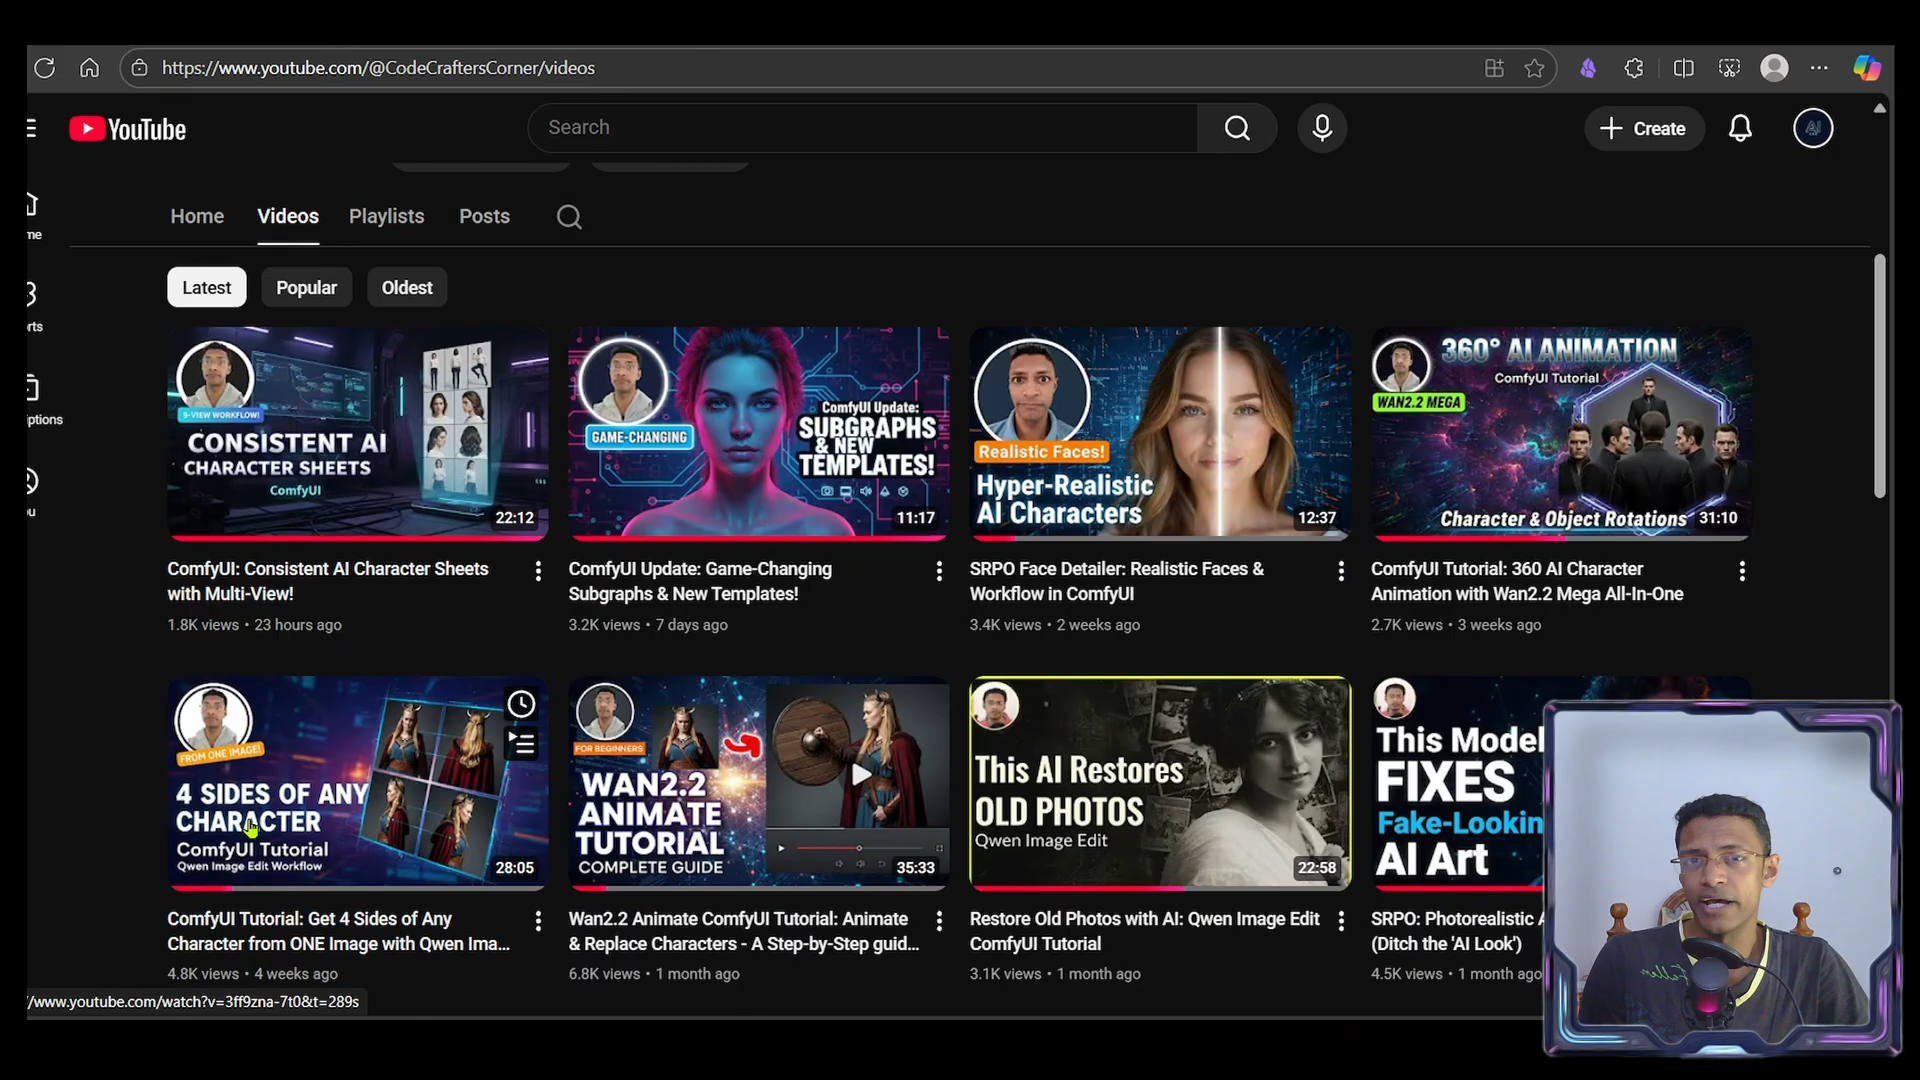 https://www.youtube.com/@CodeCraftersCorner/videos
YouTube
Search
Create
AI
Home Videos Playlists Posts
me
Latest Popular Oldest
rts
ptions
ou
9-VIEW WORKFLOW!
CONSISTENT AI
CHARACTER SHEETS
ComfyUI
22:12
ComfyUI: Consistent AI Character Sheets
with Multi-View!
1.8K views • 23 hours ago
GAME-CHANGING
ComfyUI Update:
SUBGRAPHS
& NEW
TEMPLATES!
11:17
ComfyUI Update: Game-Changing
Subgraphs & New Templates!
3.2K views • 7 days ago
Realistic Faces!
Hyper-Realistic
AI Characters
12:37
SRPO Face Detailer: Realistic Faces &
Workflow in ComfyUI
3.4K views • 2 weeks ago
360° AI ANIMATION
ComfyUI Tutorial
WAN2.2 MEGA
Character & Object Rotations
31:10
ComfyUI Tutorial: 360 AI Character
Animation with Wan2.2 Mega All-In-One
2.7K views • 3 weeks ago
FROM ONE IMAGE!
4 SIDES OF ANY
CHARACTER
ComfyUI Tutorial
Qwen Image Edit Workflow
28:05
ComfyUI Tutorial: Get 4 Sides of Any
Character from ONE Image with Qwen Ima...
4.8K views • 4 weeks ago
FOR BEGINNERS
WAN2.2
ANIMATE
TUTORIAL
COMPLETE GUIDE
35:33
Wan2.2 Animate ComfyUI Tutorial: Animate
& Replace Characters - A Step-by-Step guid...
6.8K views • 1 month ago
This AI Restores
OLD PHOTOS
Qwen Image Edit
22:58
Restore Old Photos with AI: Qwen Image Edit
ComfyUI Tutorial
3.1K views • 1 month ago
This Model
FIXES
Fake-Lookin
AI Art
SRPO: Photorealistic A
(Ditch the 'AI Look')
4.5K views • 1 month ago
/www.youtube.com/watch?v=3ff9zna-7t0&t=289s